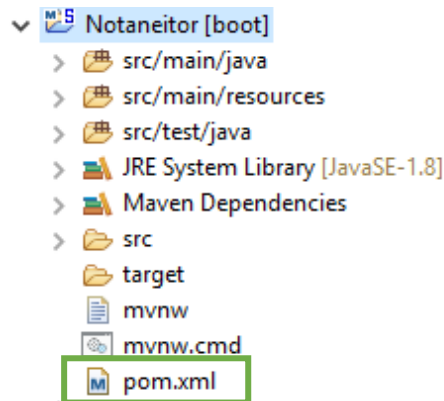 Notaneitor [boot]
src/main/java
src/main/resources
src/test/java
JRE System Library [JavaSE-1.8]
Maven Dependencies
src
target
mvnw
mvnw.cmd
pom.xml